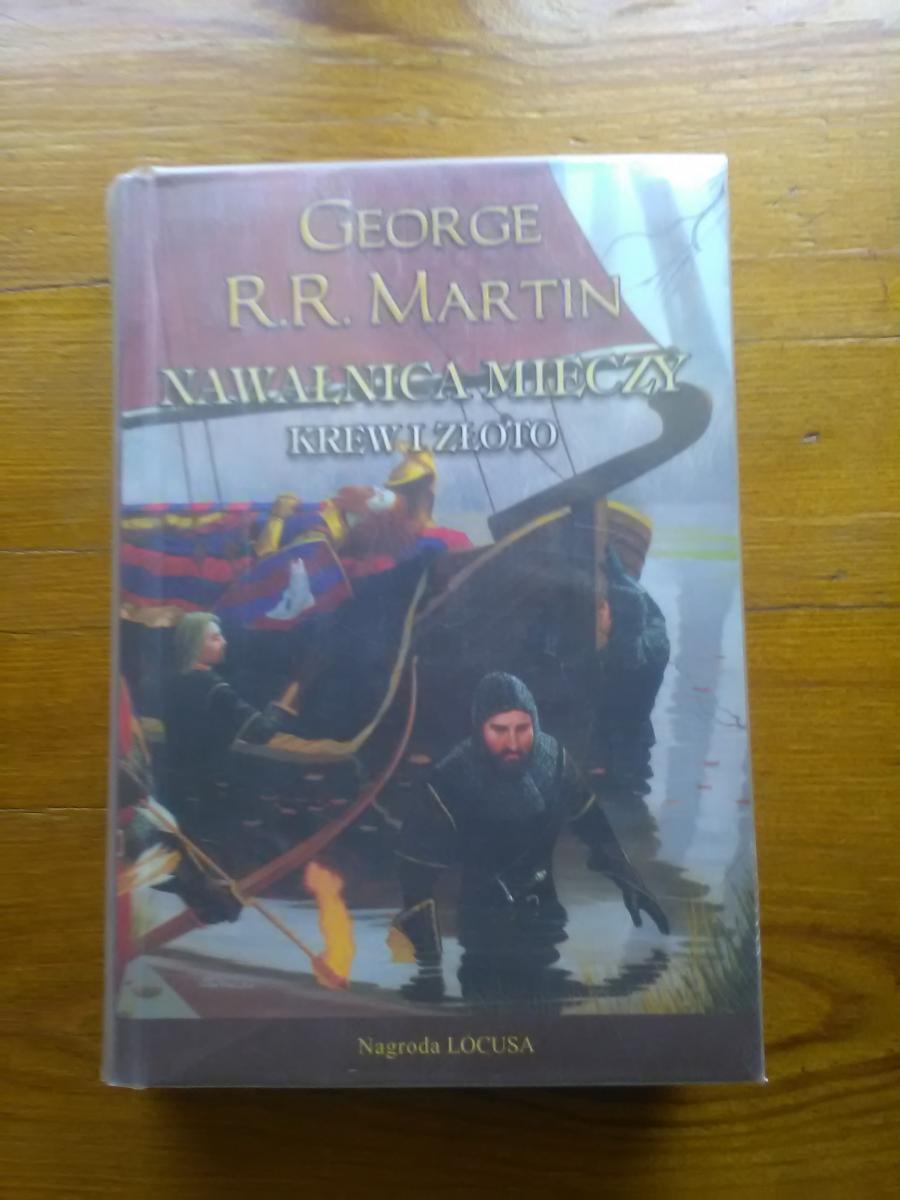 GEORGE
R.R. MARTIN
NAWAŁNICA MIECZY
KREW I ZŁOTO
Nagroda LOCUSA